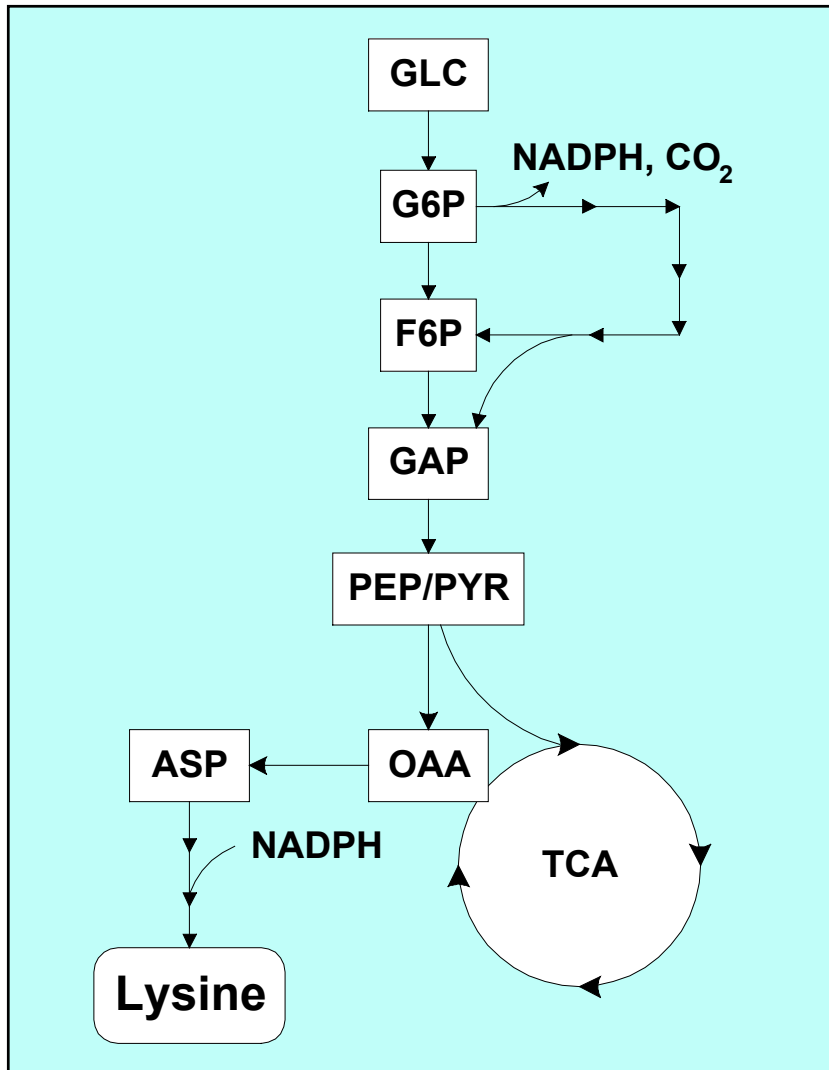 GLC
NADPH, CO₂
G6P
F6P
GAP
PEP/PYR
ASP
OAA
NADPH
TCA
Lysine